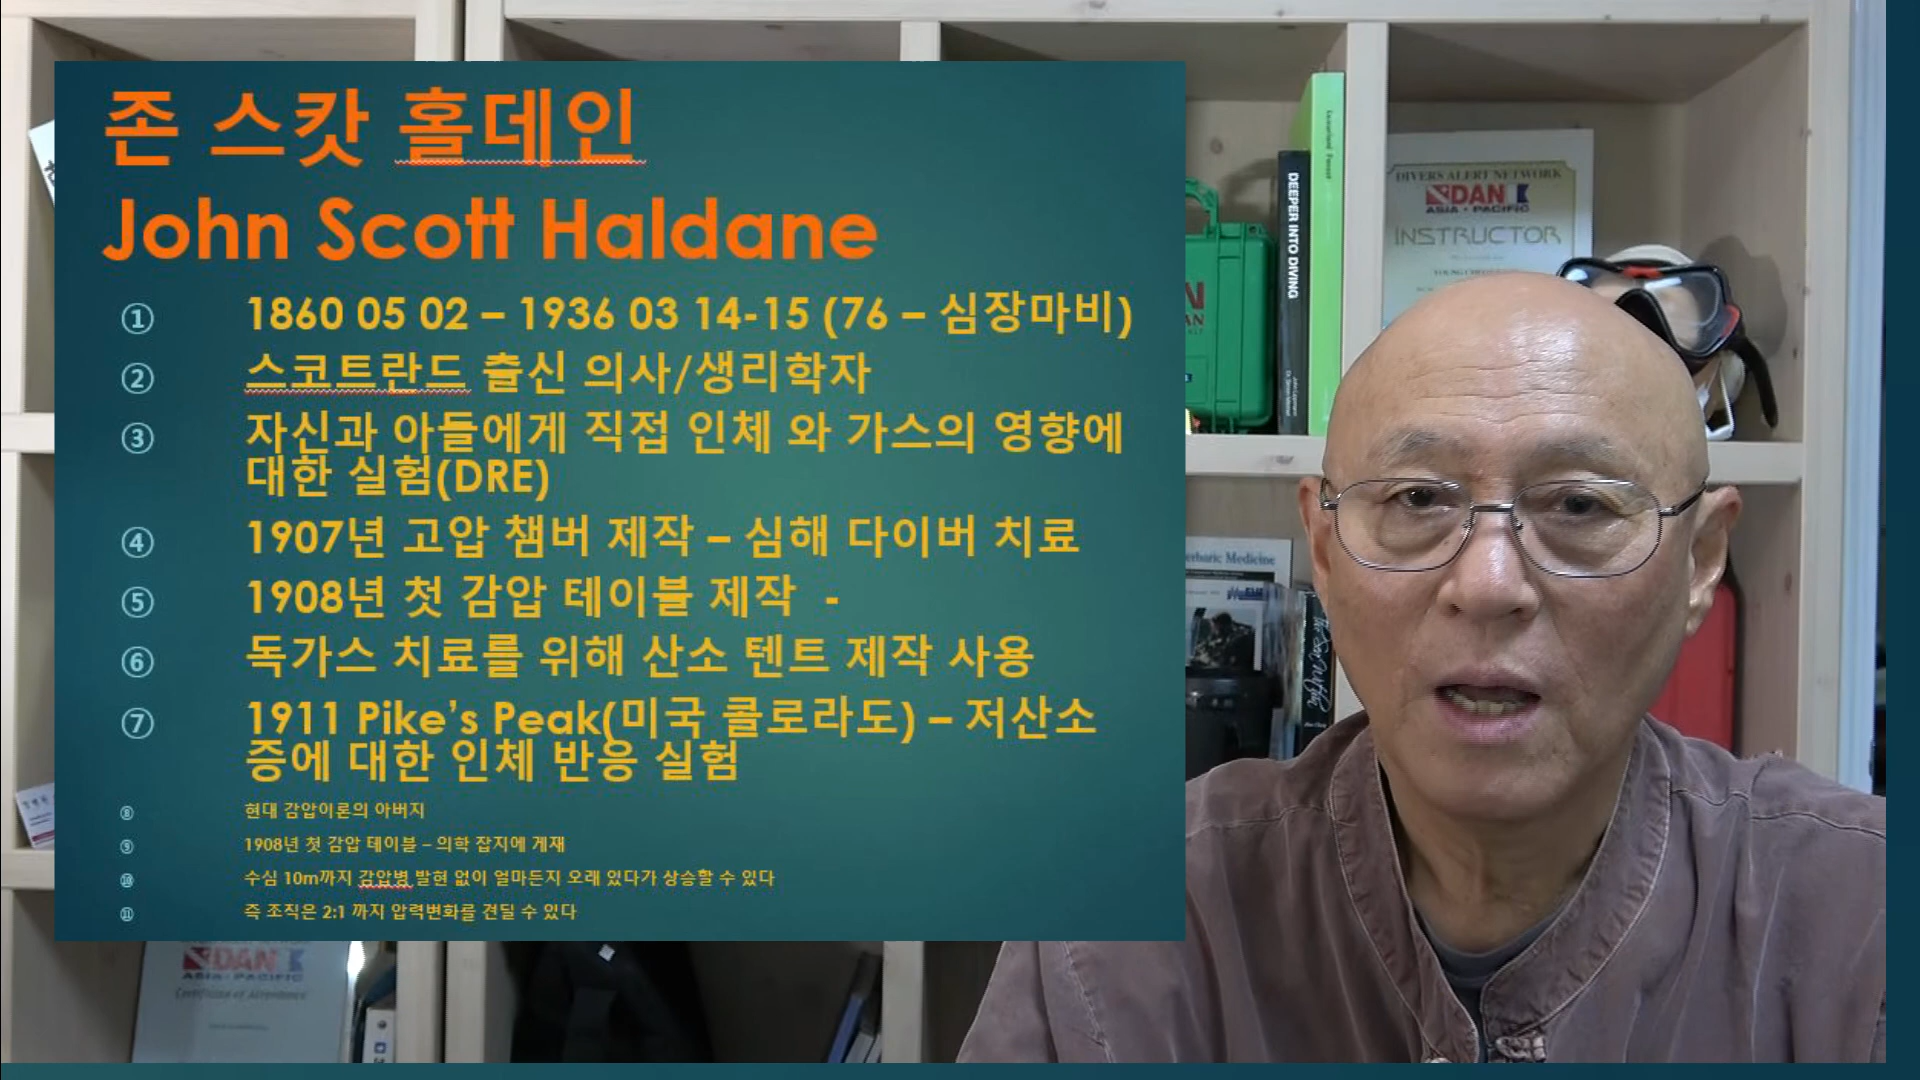 존 스캇 홀데인
John Scott Haldane
① 1860 05 02 – 1936 03 14-15 (76 – 심장마비)
② 스코트란드 출신 의사/생리학자
③ 자신과 아들에게 직접 인체 와 가스의 영향에
대한 실험(DRE)
④ 1907년 고압 챔버 제작 – 심해 다이버 치료
⑤ 1908년 첫 감압 테이블 제작 -
⑥ 독가스 치료를 위해 산소 텐트 제작 사용
⑦ 1911 Pike’s Peak(미국 콜로라도) – 저산소
증에 대한 인체 반응 실험
⑧ 현대 감압이론의 아버지
⑨ 1908년 첫 감압 테이블 – 의학 잡지에 게재
⑩ 수심 10m까지 감압병 발현 없이 얼마든지 오래 있다가 상승할 수 있다
⑪ 즉 조직은 2:1 까지 압력변화를 견딜 수 있다
DEEPER INTO DIVING
DIVERS ALERT NETWORK
DAN
ASIA - PACIFIC
INSTRUCTOR
Medicine
DAN
ASIA - PACIFIC
Certificate of Attendance